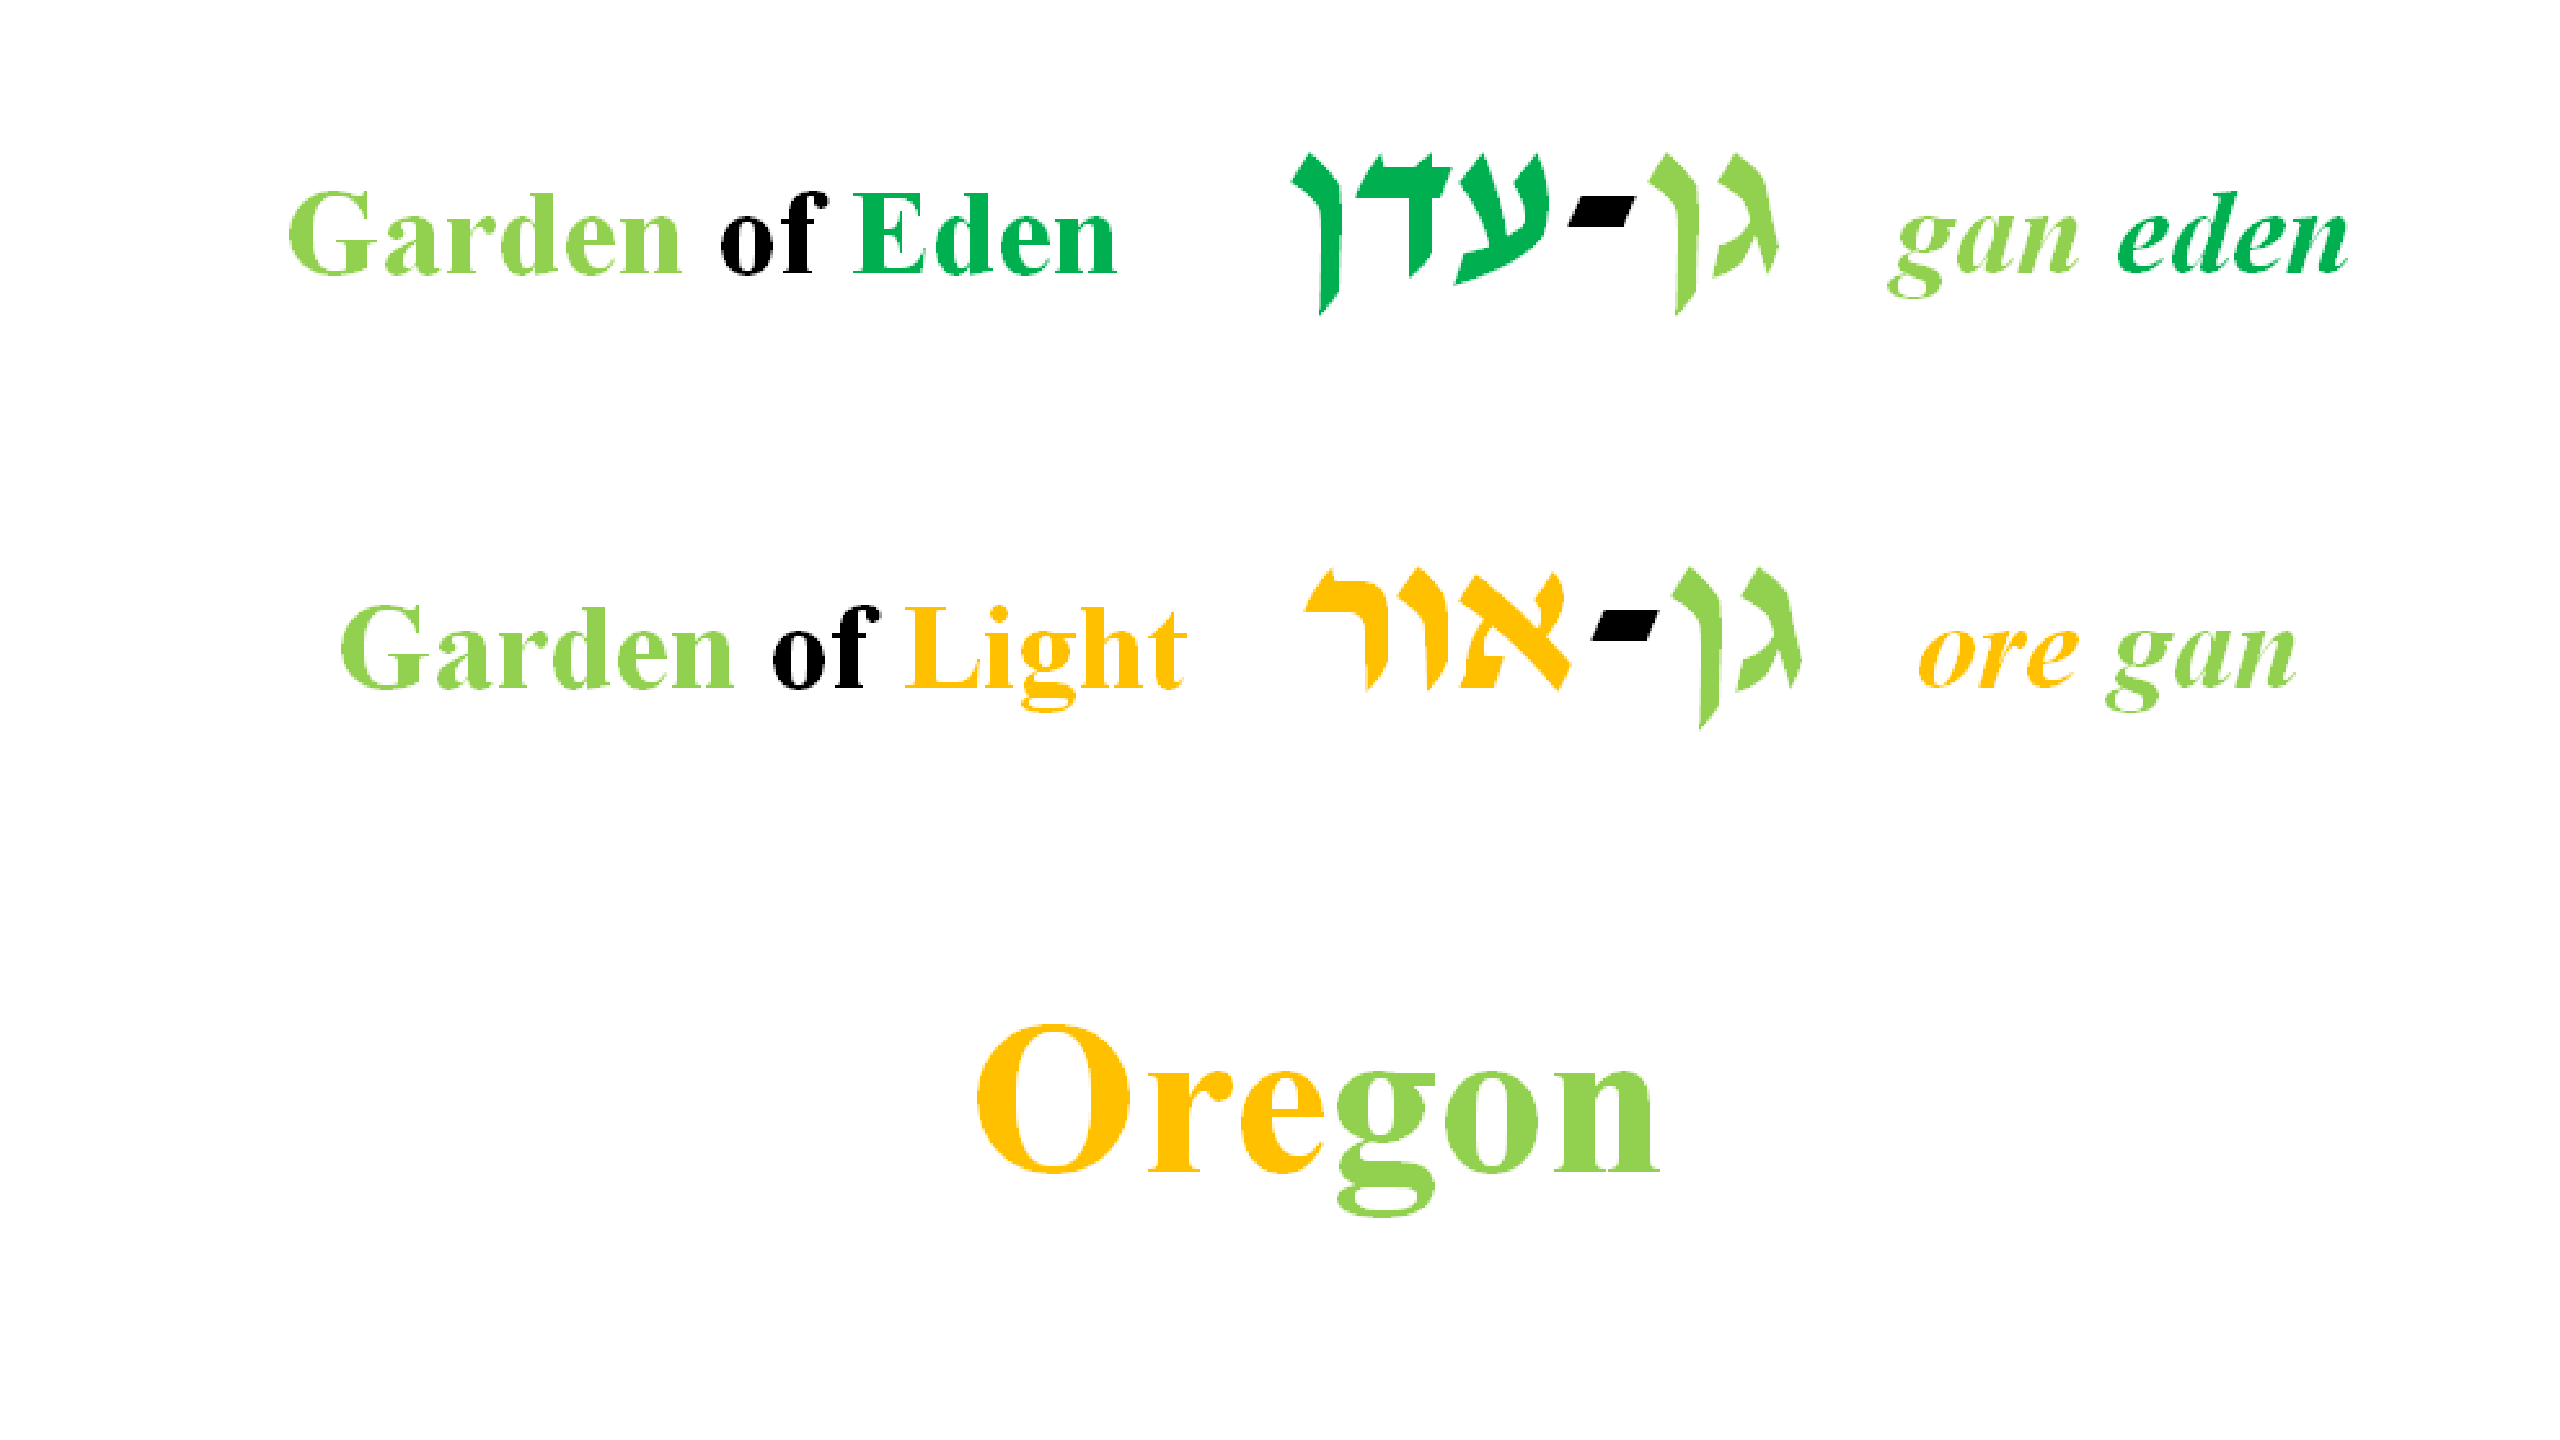 Garden of Eden גן-עדן gan eden
Garden of Light גן-אור ore gan
Oregon